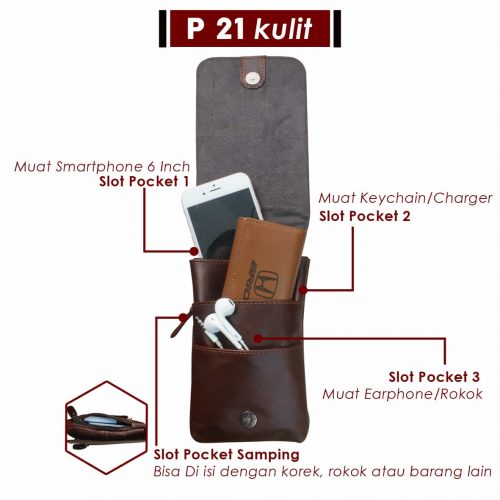 P 21 kulit
Muat Smartphone 6 Inch
Slot Pocket 1
Muat Keychain/Charger
Slot Pocket 2
Slot Pocket 3
Muat Earphone/Rokok
Slot Pocket Samping
Bisa Di isi dengan korek, rokok atau barang lain